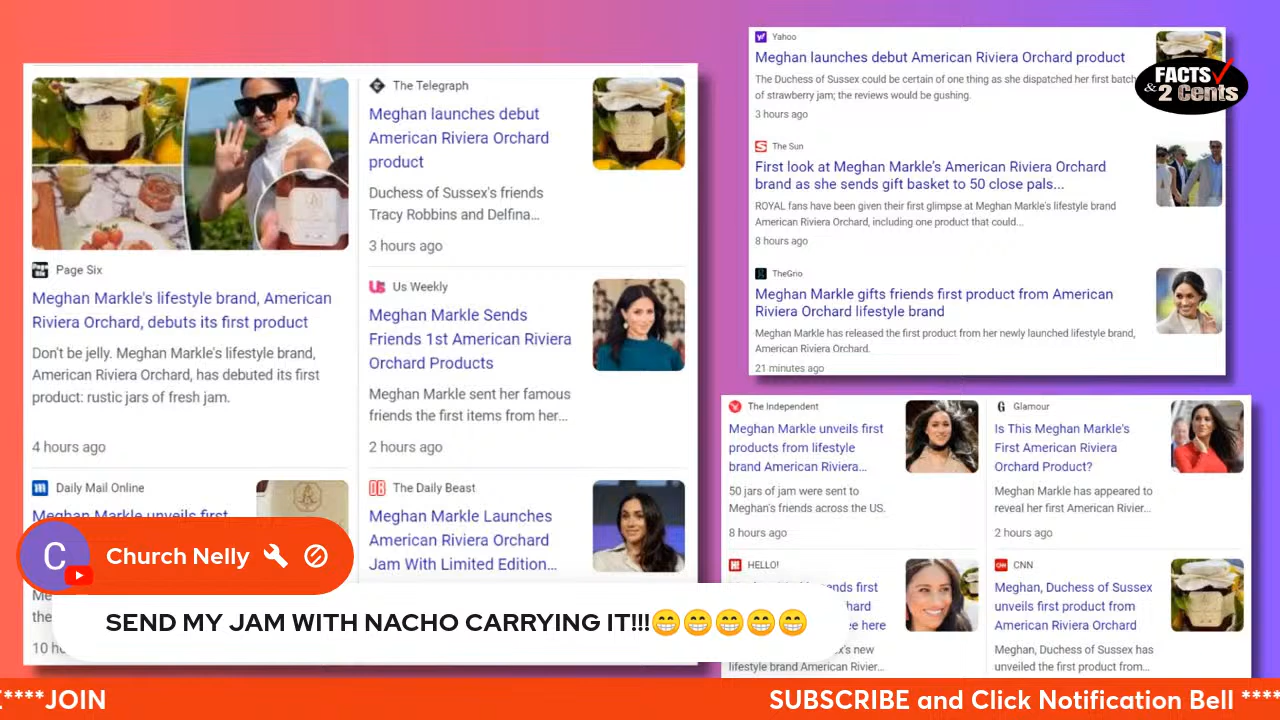 Page Six
Meghan Markle's lifestyle brand, American
Riviera Orchard, debuts its first product
Don't be jelly. Meghan Markle's lifestyle brand,
American Riviera Orchard, has debuted its first
product: rustic jars of fresh jam.
4 hours ago
Daily Mail Online
Meghan Markle unveils first
The Telegraph
Meghan launches debut
American Riviera Orchard
product
Duchess of Sussex's friends
Tracy Robbins and Delfina...
3 hours ago
Us Weekly
Meghan Markle Sends
Friends 1st American Riviera
Orchard Products
Meghan Markle sent her famous
friends the first items from her...
2 hours ago
The Daily Beast
Meghan Markle Launches
American Riviera Orchard
Jam With Limited Edition...
Yahoo
Meghan launches debut American Riviera Orchard product
The Duchess of Sussex could be certain of one thing as she dispatched her first batch
of strawberry jam; the reviews would be gushing.
3 hours ago
The Sun
First look at Meghan Markle's American Riviera Orchard
brand as she sends gift basket to 50 close pals...
ROYAL fans have been given their first glimpse at Meghan Markle's lifestyle brand
American Riviera Orchard, including one product that could...
8 hours ago
TheGrio
Meghan Markle gifts friends first product from American
Riviera Orchard lifestyle brand
Meghan Markle has released the first product from her newly launched lifestyle brand,
American Riviera Orchard.
21 minutes ago
FACTS
& 2 Cents
The Independent
Meghan Markle unveils first
products from lifestyle
brand American Riviera...
50 jars of jam were sent to
Meghan's friends across the US.
8 hours ago
Glamour
Is This Meghan Markle's
First American Riviera
Orchard Product?
Meghan Markle has appeared to
reveal her first American Rivier...
2 hours ago
HELLO!
ends first
hard
e here
x's new
lifestyle brand American Rivier...
CNN
Meghan, Duchess of Sussex
unveils first product from
American Riviera Orchard
Meghan, Duchess of Sussex has
unveiled the first product from...
C
Church Nelly
SEND MY JAM WITH NACHO CARRYING IT!!!😁😁😁😁😁
****JOIN
SUBSCRIBE and Click Notification Bell ****